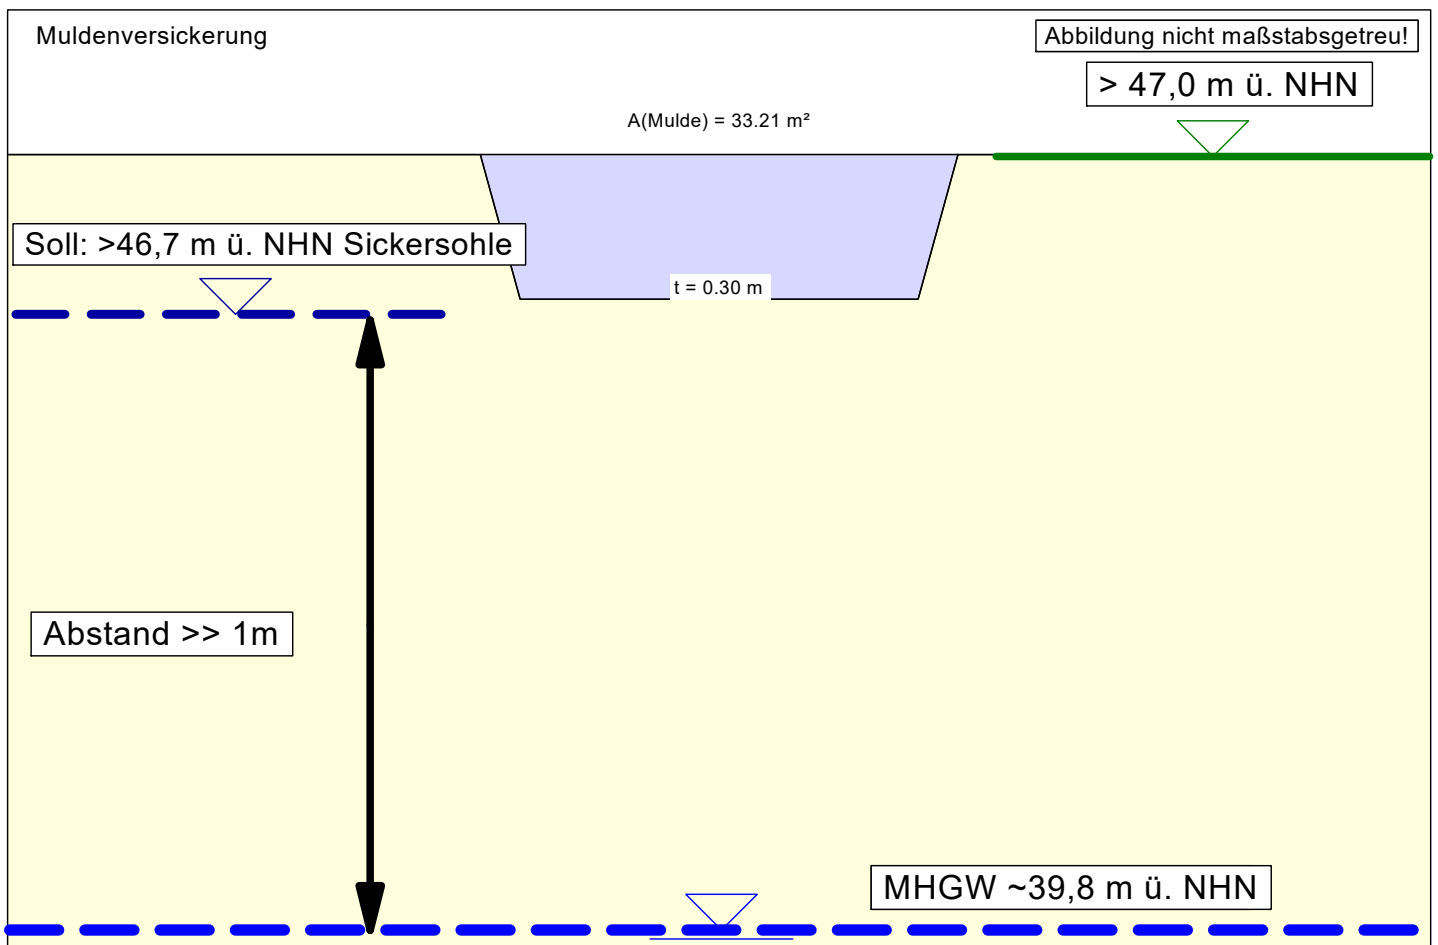 Muldenversickerung
Abbildung nicht maßstabsgetreu!
> 47,0 m ü. NHN
A(Mulde) = 33.21 m²
Soll: >46,7 m ü. NHN Sickersohle
t = 0.30 m
Abstand >> 1m
MHGW ~39,8 m ü. NHN